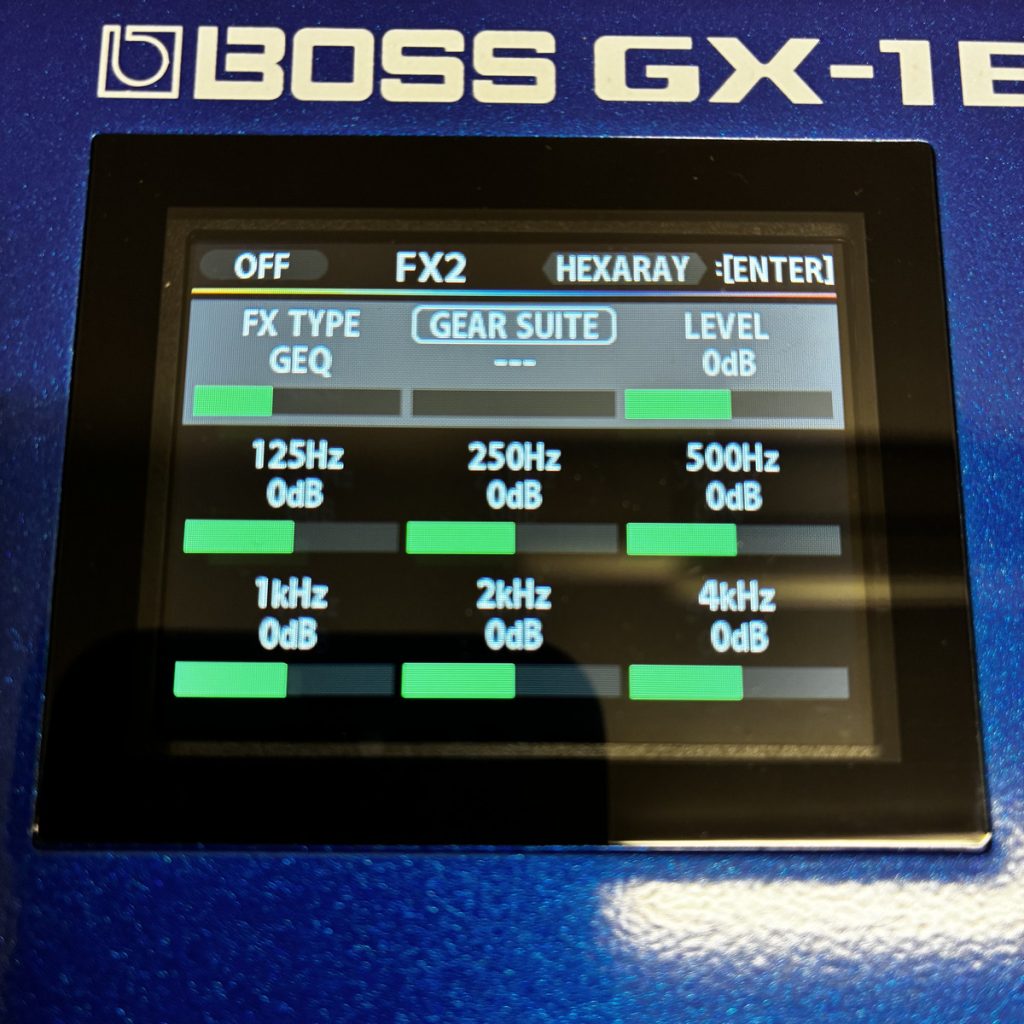 BOSS GX-1B
OFF FX2 HEXARAY :[ENTER]
FX TYPE GEAR SUITE LEVEL
GEQ --- 0dB
125Hz 250Hz 500Hz
0dB 0dB 0dB
1kHz 2kHz 4kHz
0dB 0dB 0dB